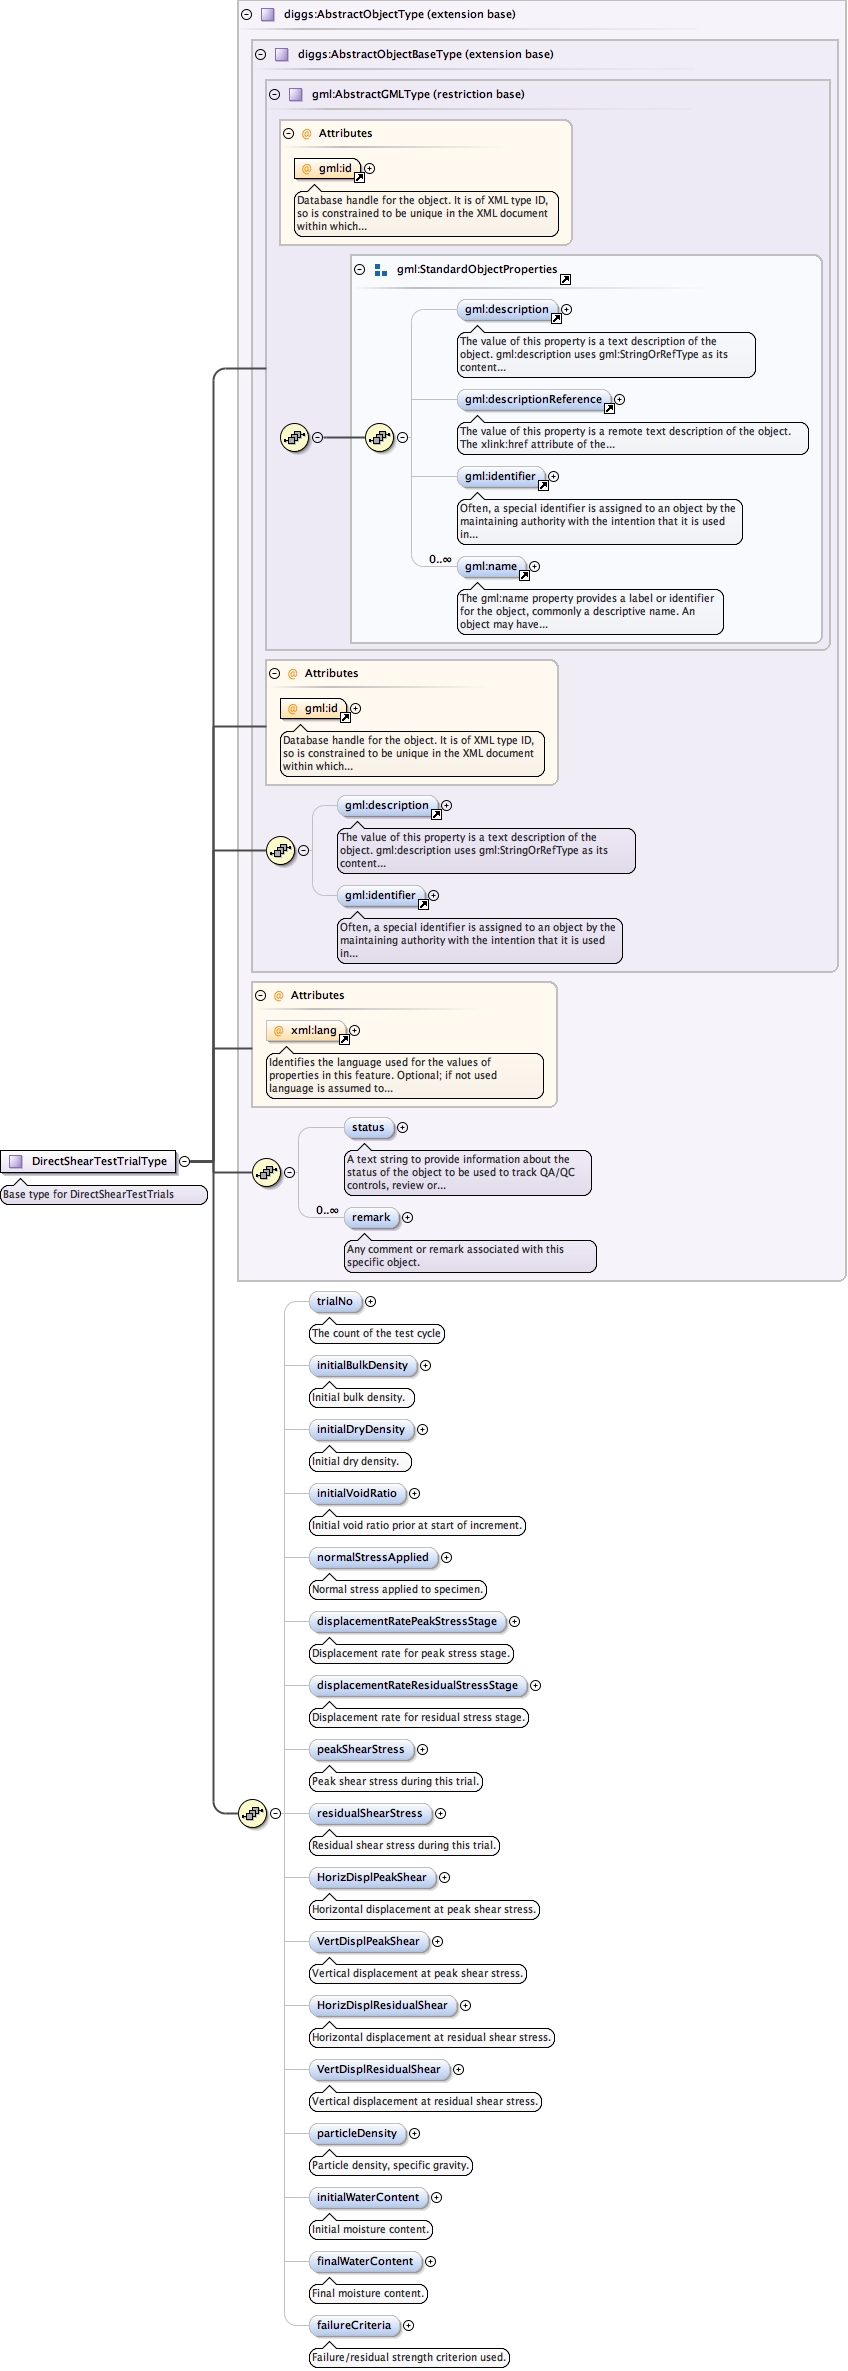 diggs:AbstractObjectType (extension base)
diggs:AbstractObjectBaseType (extension base)
gml:AbstractGMLType (restriction base)
@ Attributes
@ gml:id
Database handle for the object. It is of XML type ID,
so is constrained to be unique in the XML document
within which...
gml:StandardObjectProperties
gml:description
The value of this property is a text description of the
object. gml:description uses gml:StringOrRefType as its
content...
gml:descriptionReference
The value of this property is a remote text description of the object.
The xlink:href attribute of the...
gml:identifier
Often, a special identifier is assigned to an object by the
maintaining authority with the intention that it is used
in...
0..∞
gml:name
The gml:name property provides a label or identifier
for the object, commonly a descriptive name. An
object may have...
@ Attributes
@ gml:id
Database handle for the object. It is of XML type ID,
so is constrained to be unique in the XML document
within which...
gml:description
The value of this property is a text description of the
object. gml:description uses gml:StringOrRefType as its
content...
gml:identifier
Often, a special identifier is assigned to an object by the
maintaining authority with the intention that it is used
in...
@ Attributes
@ xml:lang
Identifies the language used for the values of
properties in this feature. Optional; if not used
language is assumed to...
DirectShearTestTrialType
Base type for DirectShearTestTrials
status
A text string to provide information about the
status of the object to be used to track QA/QC
controls, review or...
0..∞
remark
Any comment or remark associated with this
specific object.
trialNo
The count of the test cycle
initialBulkDensity
Initial bulk density.
initialDryDensity
Initial dry density.
initialVoidRatio
Initial void ratio prior at start of increment.
normalStressApplied
Normal stress applied to specimen.
displacementRatePeakStressStage
Displacement rate for peak stress stage.
displacementRateResidualStressStage
Displacement rate for residual stress stage.
peakShearStress
Peak shear stress during this trial.
residualShearStress
Residual shear stress during this trial.
HorizDisplPeakShear
Horizontal displacement at peak shear stress.
VertDisplPeakShear
Vertical displacement at peak shear stress.
HorizDisplResidualShear
Horizontal displacement at residual shear stress.
VertDisplResidualShear
Vertical displacement at residual shear stress.
particleDensity
Particle density, specific gravity.
initialWaterContent
Initial moisture content.
finalWaterContent
Final moisture content.
failureCriteria
Failure/residual strength criterion used.